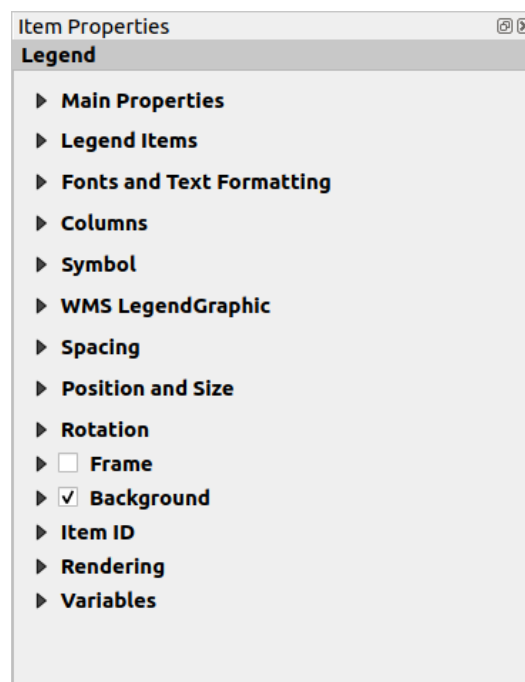 Item Properties
Legend
Main Properties
Legend Items
Fonts and Text Formatting
Columns
Symbol
WMS LegendGraphic
Spacing
Position and Size
Rotation
Frame
Background
Item ID
Rendering
Variables